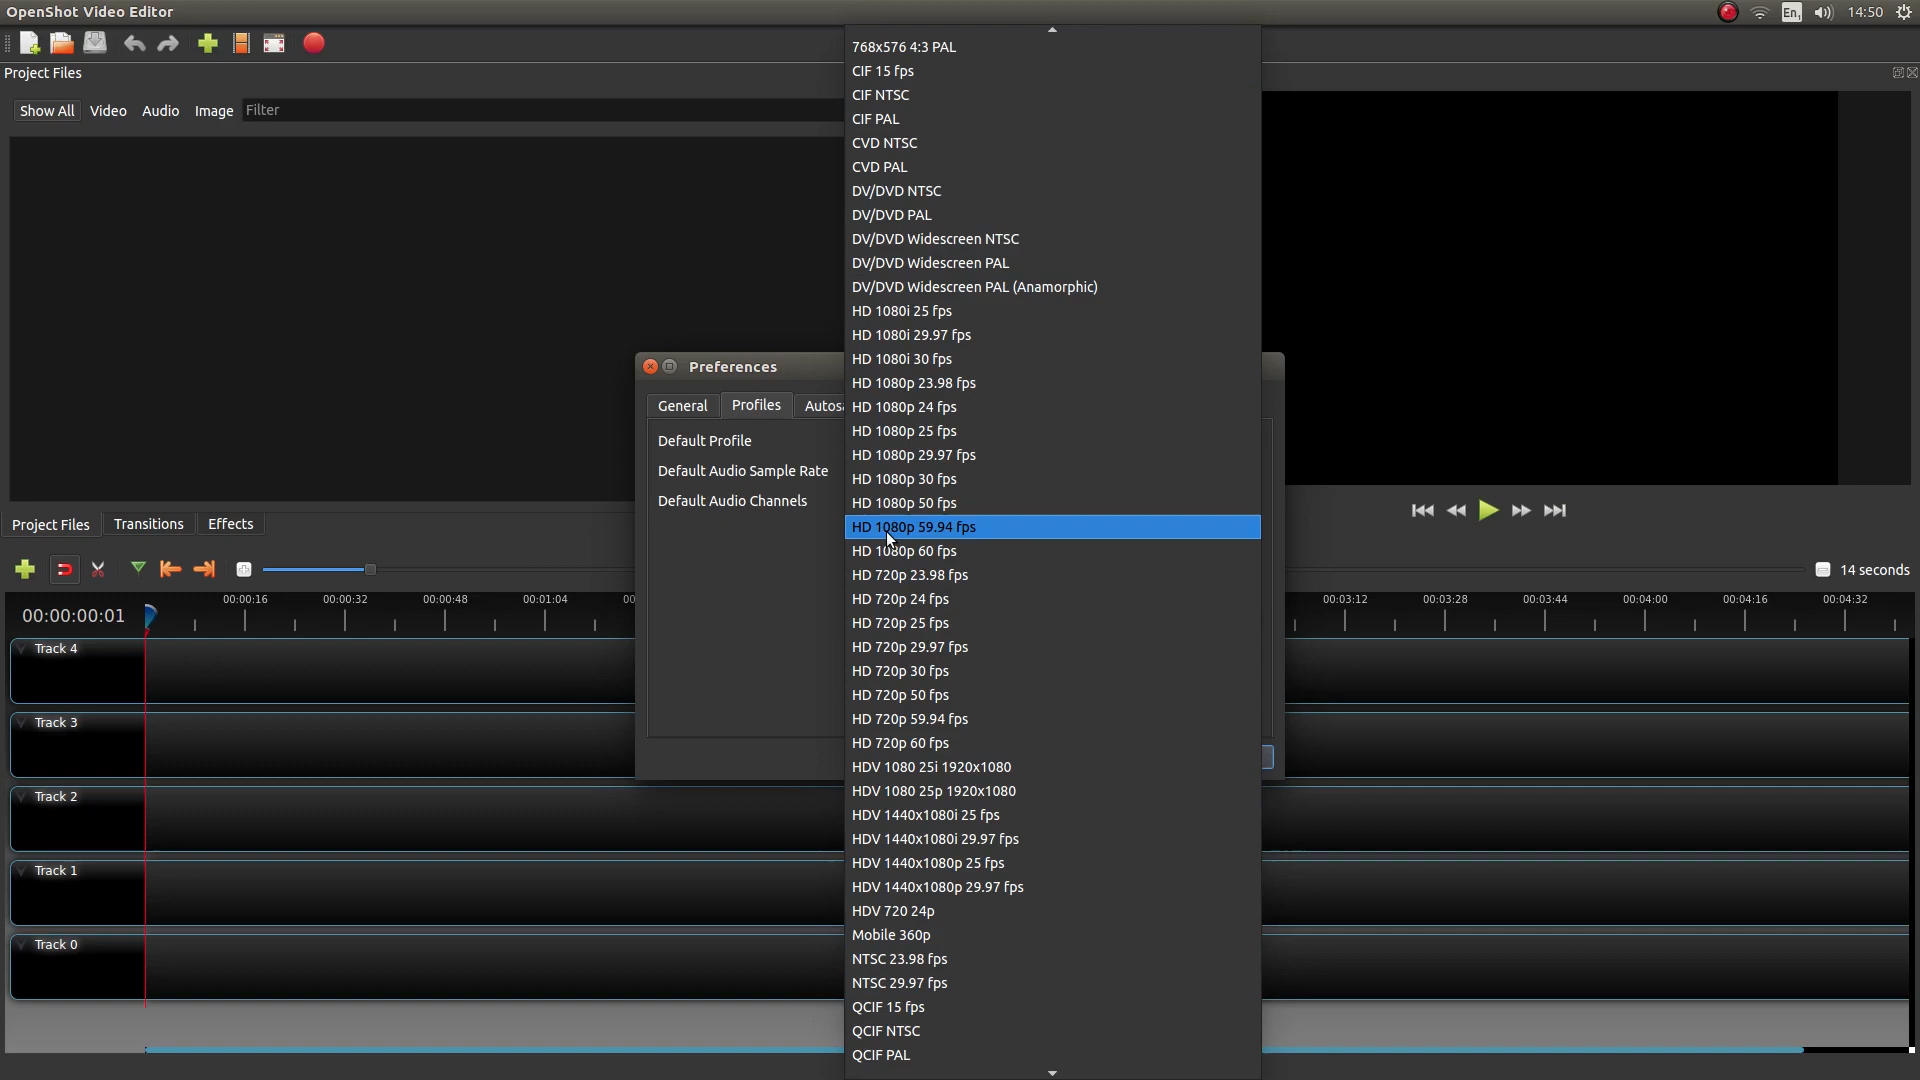 OpenShot Video Editor
En1
14:50
Project Files
Show All
Video
Audio
Image
Filter
768x576 4:3 PAL
CIF 15 fps
CIF NTSC
CIF PAL
CVD NTSC
CVD PAL
DV/DVD NTSC
DV/DVD PAL
DV/DVD Widescreen NTSC
DV/DVD Widescreen PAL
DV/DVD Widescreen PAL (Anamorphic)
HD 1080i 25 fps
HD 1080i 29.97 fps
HD 1080i 30 fps
HD 1080p 23.98 fps
HD 1080p 24 fps
HD 1080p 25 fps
HD 1080p 29.97 fps
HD 1080p 30 fps
HD 1080p 50 fps
HD 1080p 59.94 fps
HD 1080p 60 fps
HD 720p 23.98 fps
HD 720p 24 fps
HD 720p 25 fps
HD 720p 29.97 fps
HD 720p 30 fps
HD 720p 50 fps
HD 720p 59.94 fps
HD 720p 60 fps
HDV 1080 25i 1920x1080
HDV 1080 25p 1920x1080
HDV 1440x1080i 25 fps
HDV 1440x1080i 29.97 fps
HDV 1440x1080p 25 fps
HDV 1440x1080p 29.97 fps
HDV 720 24p
Mobile 360p
NTSC 23.98 fps
NTSC 29.97 fps
QCIF 15 fps
QCIF NTSC
QCIF PAL
Preferences
General
Profiles
Autosa
Default Profile
Default Audio Sample Rate
Default Audio Channels
Project Files
Transitions
Effects
14 seconds
00:00:00:01
00:00:16
00:00:32
00:00:48
00:01:04
00
00:03:12
00:03:28
00:03:44
00:04:00
00:04:16
00:04:32
Track 4
Track 3
Track 2
Track 1
Track 0